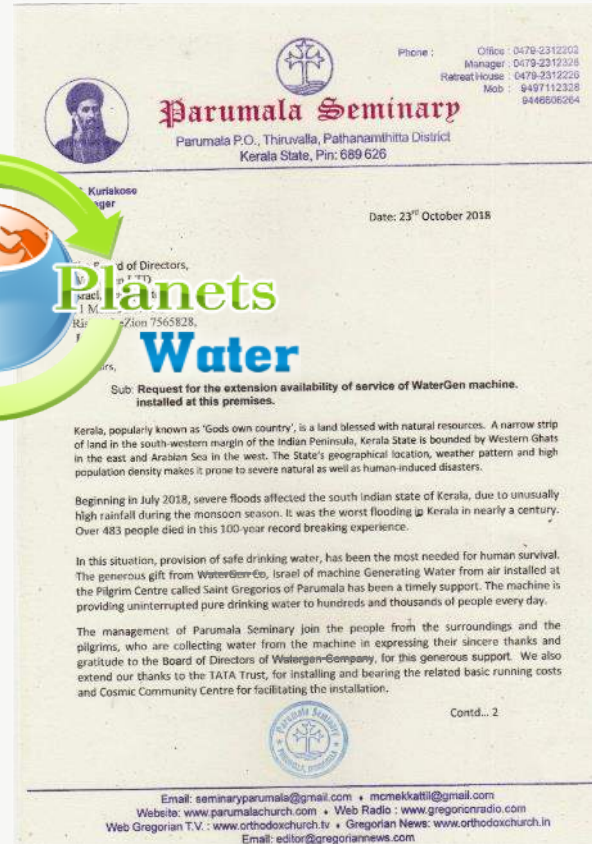 Phone : Office : 0479-2312202
Manager : 0479-2312328
Retreat House : 0479-2312226
Mob : 9497112328
9446606264
Parumala Seminary
Parumala P.O., Thiruvalla, Pathanamthitta District
Kerala State, Pin: 689 626
Kuriakose
Date: 23rd October 2018
of Directors,
Zion 7565828,
Planets
Water
Sub: Request for the extension availability of service of WaterGen machine.
installed at this premises.
Kerala, popularly known as 'Gods own country', is a land blessed with natural resources. A narrow strip
of land in the south-western margin of the Indian Peninsula, Kerala State is bounded by Western Ghats
in the east and Arabian Sea in the west. The State's geographical location, weather pattern and high
population density makes it prone to severe natural as well as human-induced disasters.
Beginning in July 2018, severe floods affected the south Indian state of Kerala, due to unusually
high rainfall during the monsoon season. It was the worst flooding in Kerala in nearly a century.
Over 483 people died in this 100-year record breaking experience.
In this situation, provision of safe drinking water, has been the most needed for human survival.
The generous gift from WaterGen Co, Israel of machine Generating Water from air installed at
the Pilgrim Centre called Saint Gregorios of Parumala has been a timely support. The machine is
providing uninterrupted pure drinking water to hundreds and thousands of people every day.
The management of Parumala Seminary join the people from the surroundings and the
pilgrims, who are collecting water from the machine in expressing their sincere thanks and
gratitude to the Board of Directors of Watergen Company, for this generous support. We also
extend our thanks to the TATA Trust, for installing and bearing the related basic running costs
and Cosmic Community Centre for facilitating the installation.
Contd... 2
Parumala Seminary
Email: seminaryparumala@gmail.com • mcmekkattil@gmail.com
Website: www.parumalachurch.com • Web Radio : www.gregorionradio.com
Web Gregorian T.V. : www.orthodoxchurch.tv • Gregorian News: www.orthodoxchurch.in
Email: editor@gregoriannews.com